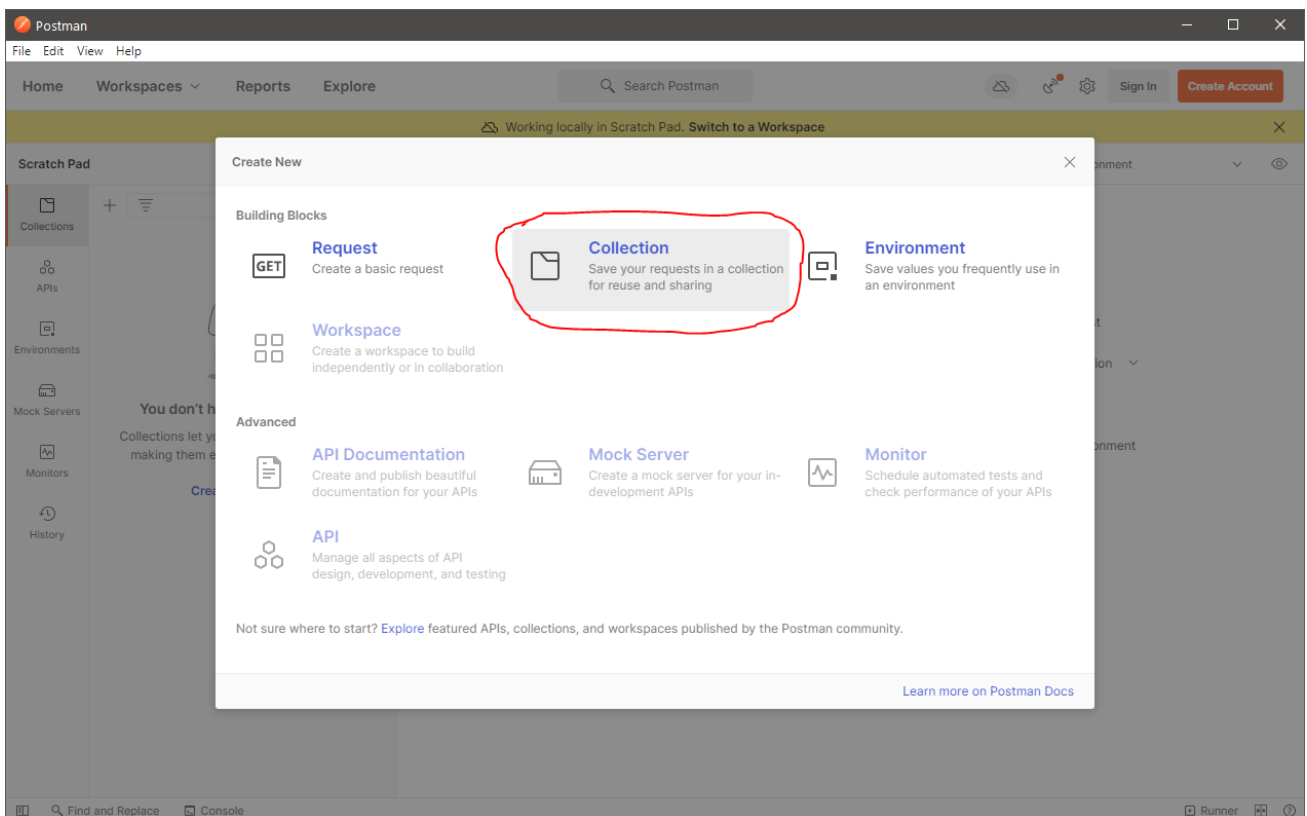 Postman
File Edit View Help
Home Workspaces Reports Explore Search Postman Sign In Create Account
Working locally in Scratch Pad. Switch to a Workspace
Scratch Pad
Create New
Collections
APIs
Environments
Mock Servers
Monitors
History
You don't
Collections let
making them
Building Blocks
GET
Request
Create a basic request
Collection
Save your requests in a collection
for reuse and sharing
Environment
Save values you frequently use in
an environment
Workspace
Create a workspace to build
independently or in collaboration
Advanced
API Documentation
Create and publish beautiful
documentation for your APIs
Mock Server
Create a mock server for your in-
development APIs
Monitor
Schedule automated tests and
check performance of your APIs
API
Manage all aspects of API
design, development, and testing
Not sure where to start? Explore featured APIs, collections, and workspaces published by the Postman community.
Learn more on Postman Docs
Find and Replace Console Runner